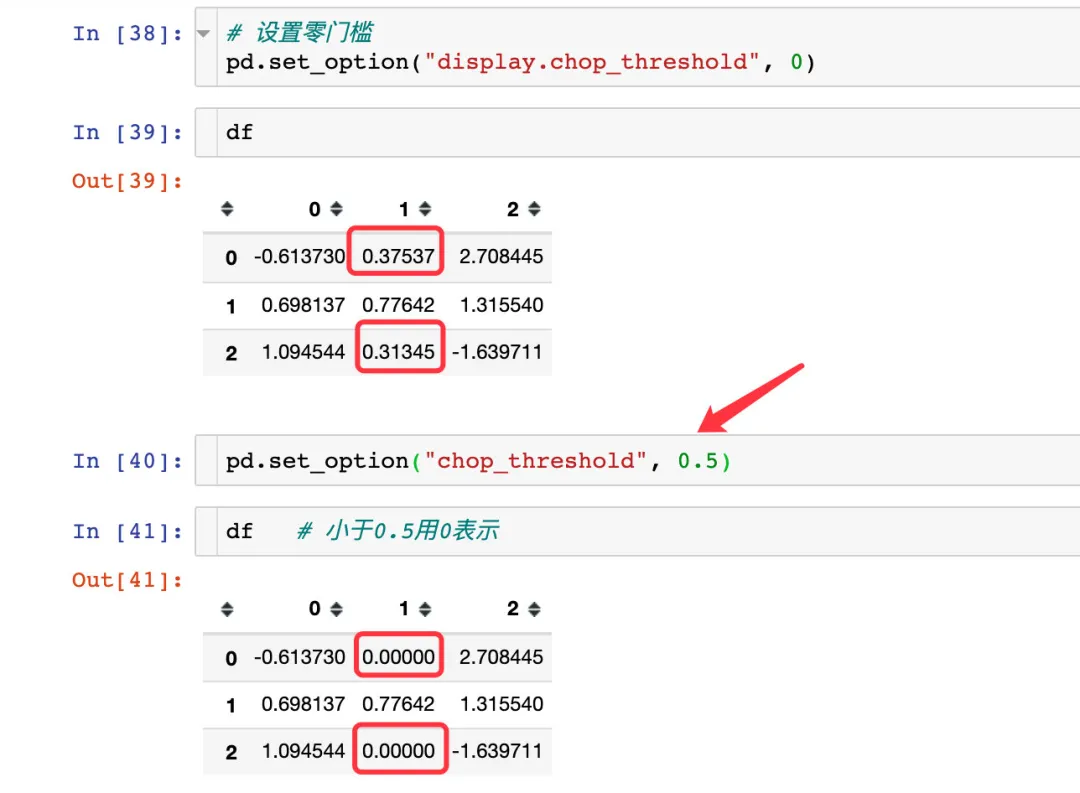 In [38]: # 设置零门槛
pd.set_option("display.chop_threshold", 0)
In [39]: df
Out[39]:
0 1 2
0 -0.613730 0.37537 2.708445
1 0.698137 0.77642 1.315540
2 1.094544 0.31345 -1.639711
In [40]: pd.set_option("chop_threshold", 0.5)
In [41]: df # 小于0.5用0表示
Out[41]:
0 1 2
0 -0.613730 0.00000 2.708445
1 0.698137 0.77642 1.315540
2 1.094544 0.00000 -1.639711